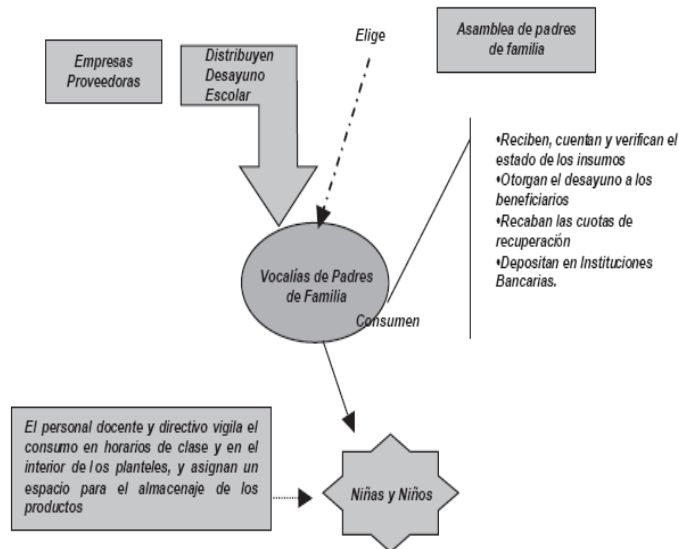 Empresas
Proveedoras
Distribuyen
Desayuno
Escolar
Elige
Asamblea de padres
de familia
•Reciben, cuentan y verifican el
estado de los insumos
•Otorgan el desayuno a los
beneficiarios
•Recaban las cuotas de
recuperación
•Depositan en Instituciones
Bancarias.
Vocalías de Padres
de Familia
Consumen
El personal docente y directivo vigila el
consumo en horarios de clase y en el
interior de los planteles, y asignan un
espacio para el almacenaje de los
productos
Niñas y Niños